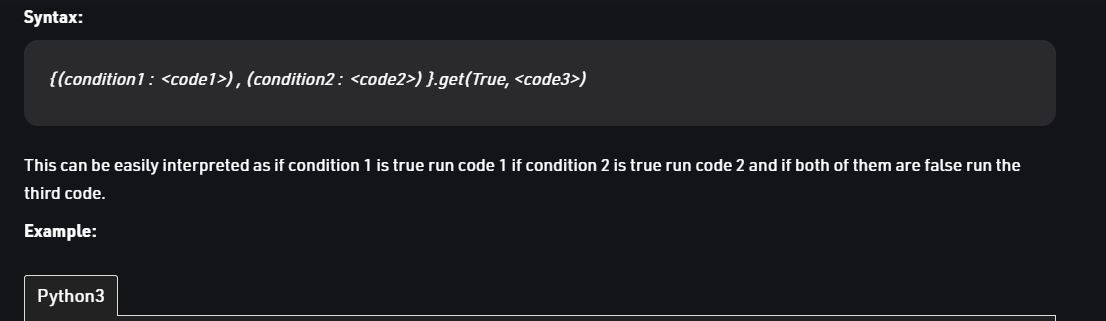 Syntax:
{(condition1 : <code1>) , (condition2 : <code2>) }.get(True, <code3>)
This can be easily interpreted as if condition 1 is true run code 1 if condition 2 is true run code 2 and if both of them are false run the
third code.
Example:
Python3